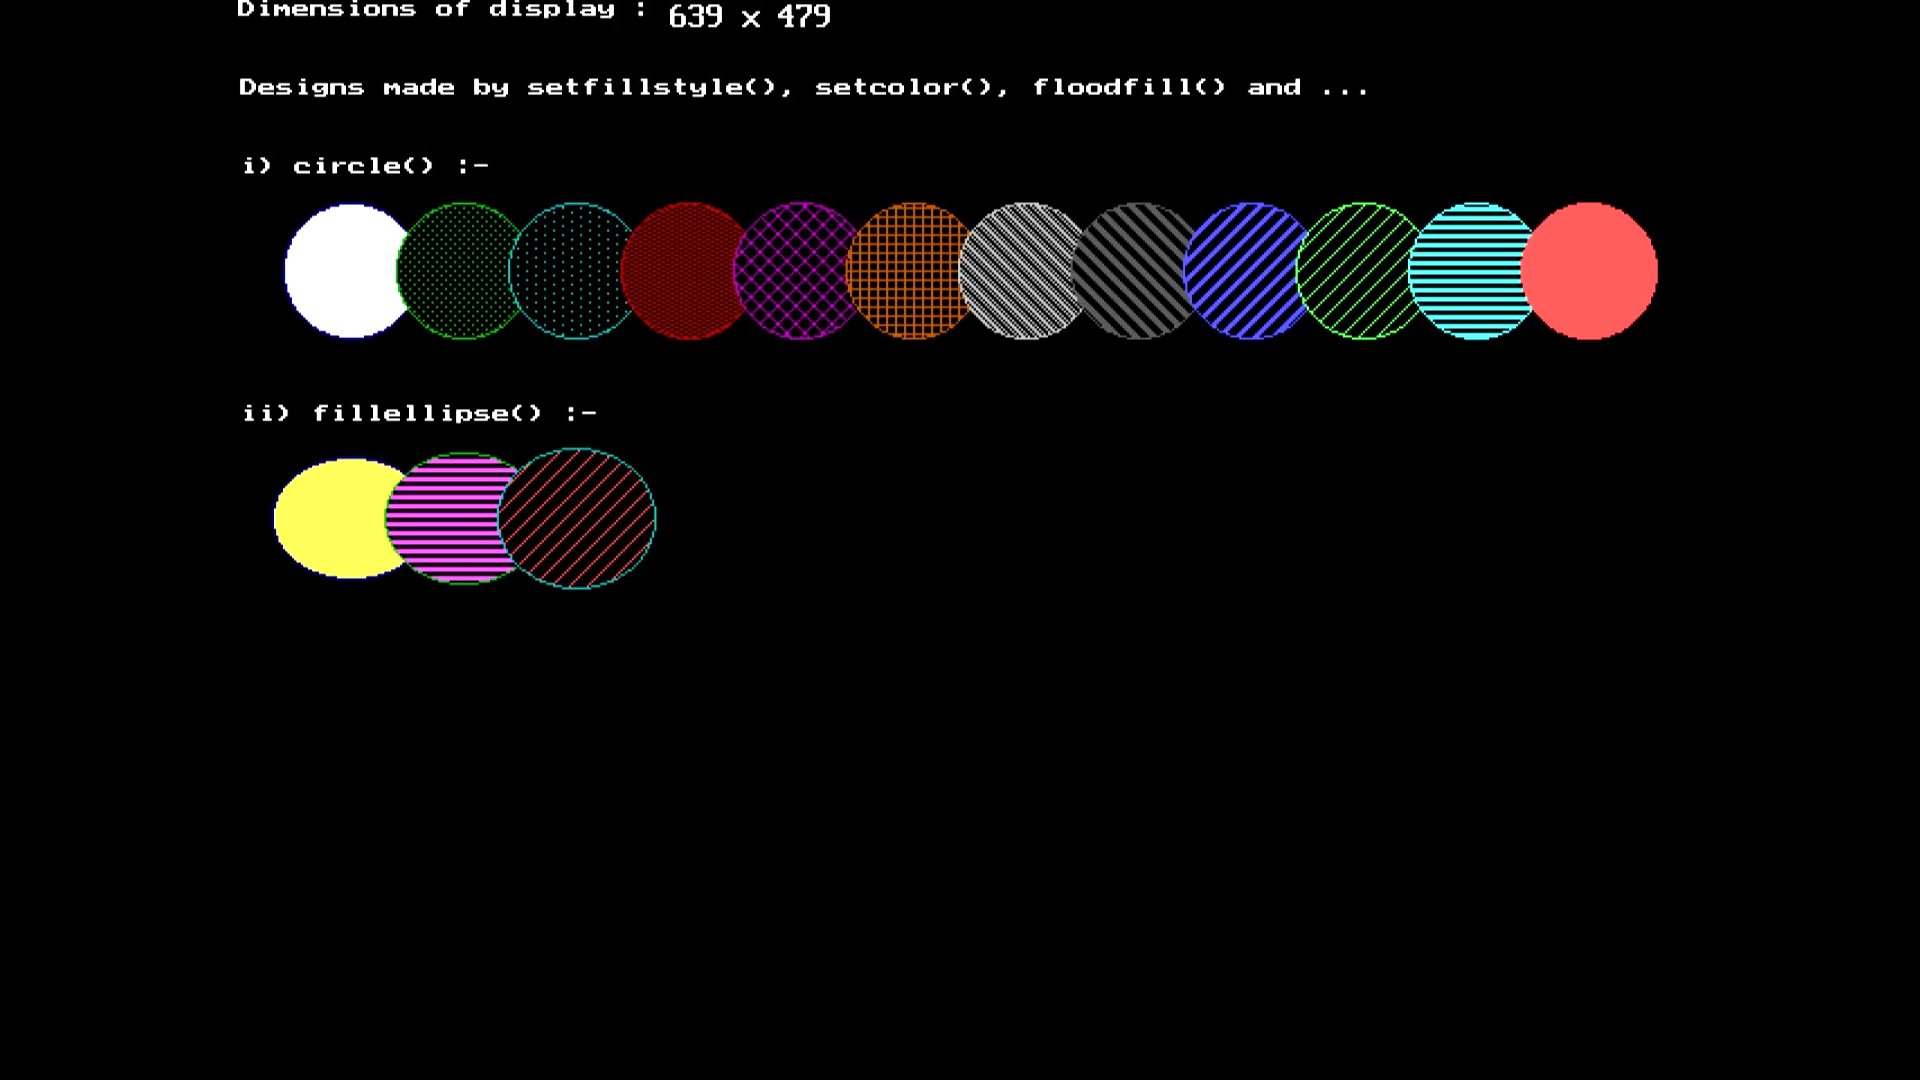 Dimensions of display : 639 x 479
Designs made by setfillstyle(), setcolor(), floodfill() and ...
i) circle() :-
ii) fillellipse() :-